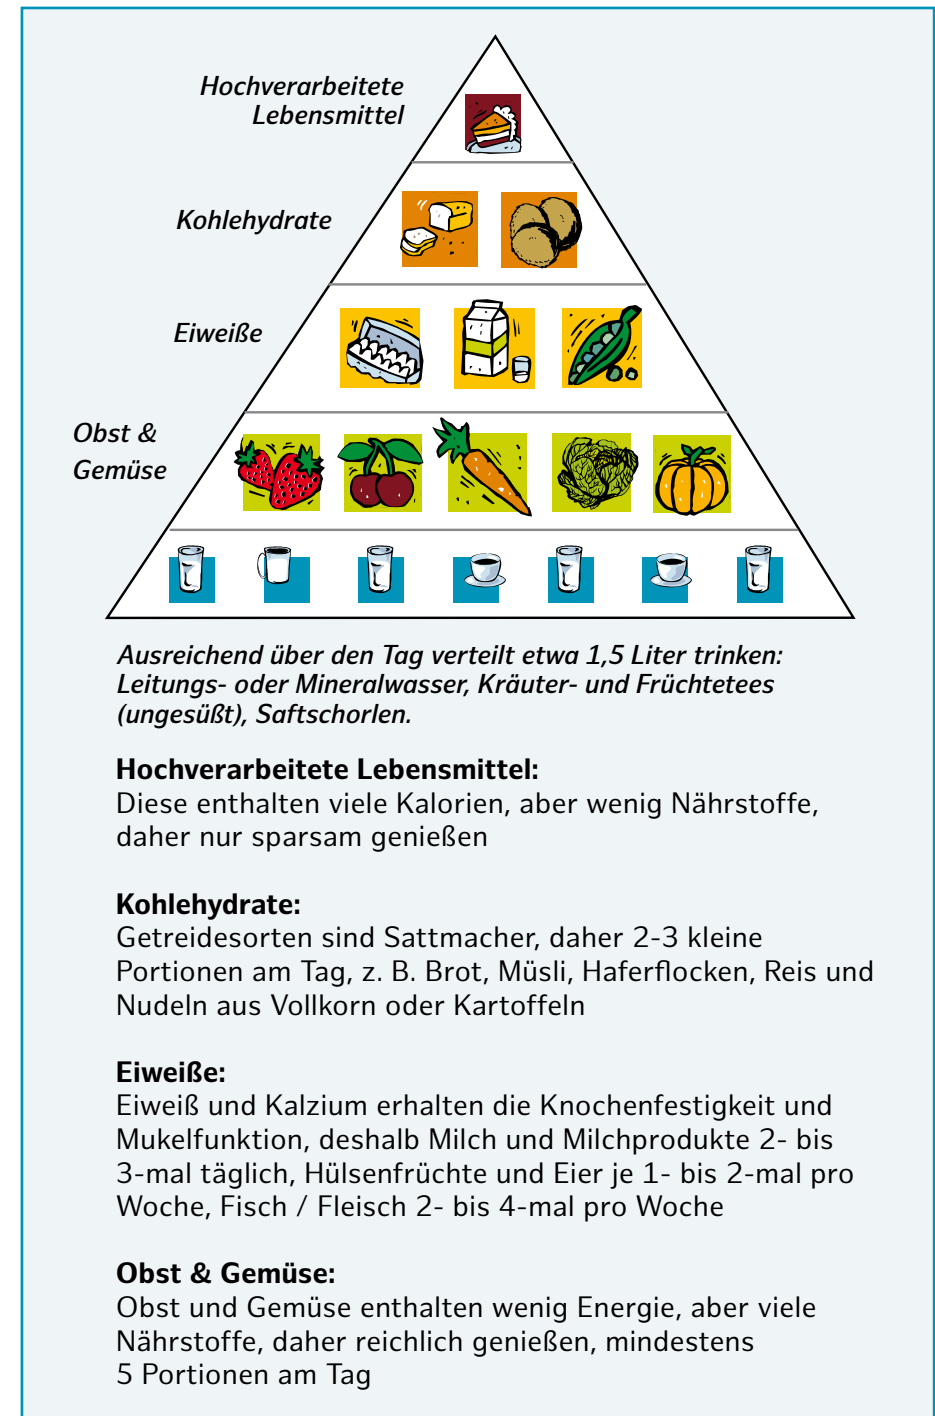 Hochverarbeitete
Lebensmittel
Kohlehydrate
Eiweiße
Obst &
Gemüse
Ausreichend über den Tag verteilt etwa 1,5 Liter trinken:
Leitungs- oder Mineralwasser, Kräuter- und Früchtetees
(ungesüßt), Saftschorlen.
Hochverarbeitete Lebensmittel:
Diese enthalten viele Kalorien, aber wenig Nährstoffe,
daher nur sparsam genießen
Kohlehydrate:
Getreidesorten sind Sattmacher, daher 2-3 kleine
Portionen am Tag, z. B. Brot, Müsli, Haferflocken, Reis und
Nudeln aus Vollkorn oder Kartoffeln
Eiweiße:
Eiweiß und Kalzium erhalten die Knochenfestigkeit und
Mukelfunktion, deshalb Milch und Milchprodukte 2- bis
3-mal täglich, Hülsenfrüchte und Eier je 1- bis 2-mal pro
Woche, Fisch / Fleisch 2- bis 4-mal pro Woche
Obst & Gemüse:
Obst und Gemüse enthalten wenig Energie, aber viele
Nährstoffe, daher reichlich genießen, mindestens
5 Portionen am Tag